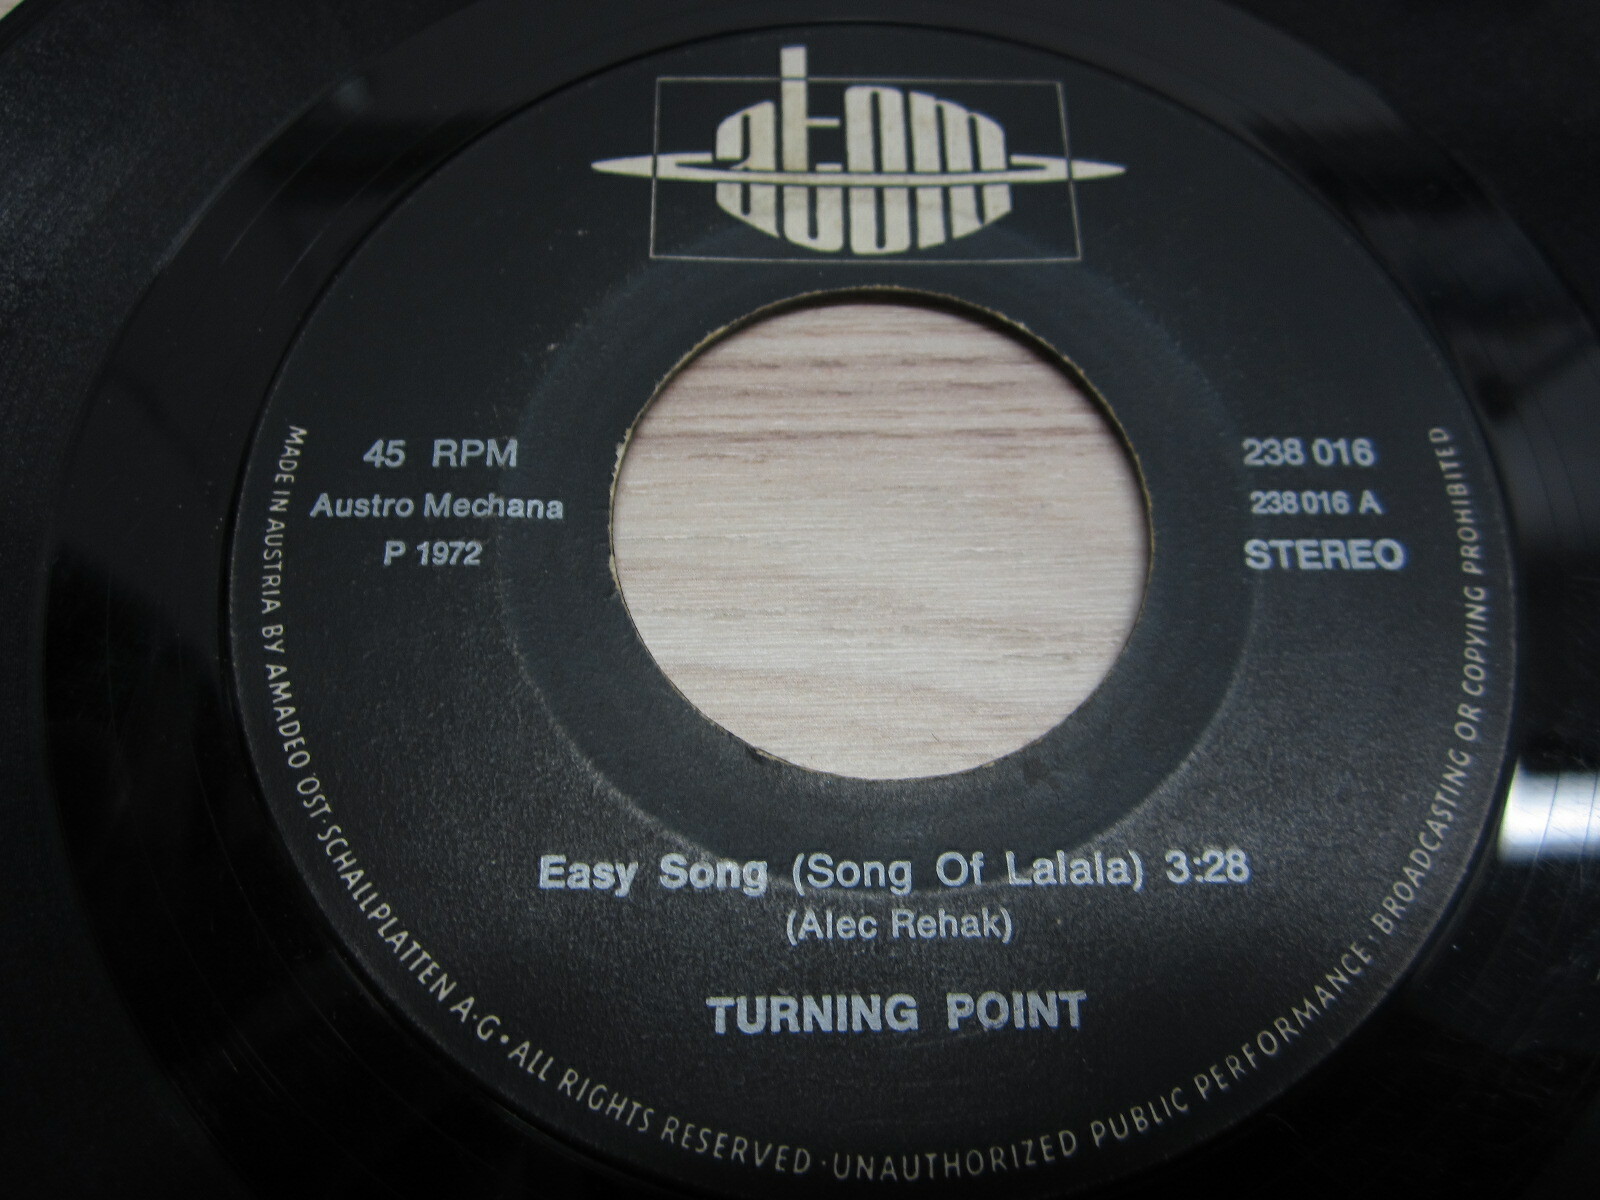 atom
45 RPM
Austro Mechana
P 1972
238 016
238 016 A
STEREO
Easy Song (Song Of Lalala) 3:28
(Alec Rehak)
TURNING POINT
MADE IN AUSTRIA BY AMADEO ÖST·SCHALLPLATTEN A·G • ALL RIGHTS RESERVED · UNAUTHORIZED PUBLIC PERFORMANCE · BROADCASTING OR COPYING PROHIBITED